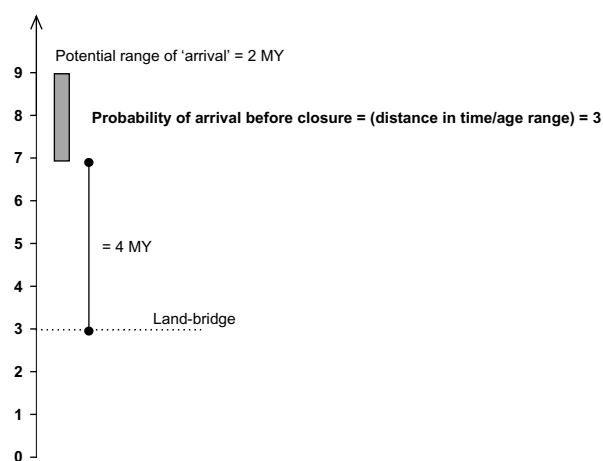 Potential range of ‘arrival’ = 2 MY
9
8
Probability of arrival before closure = (distance in time/age range) = 3
7
6
5
= 4 MY
4
Land-bridge
3
2
1
0